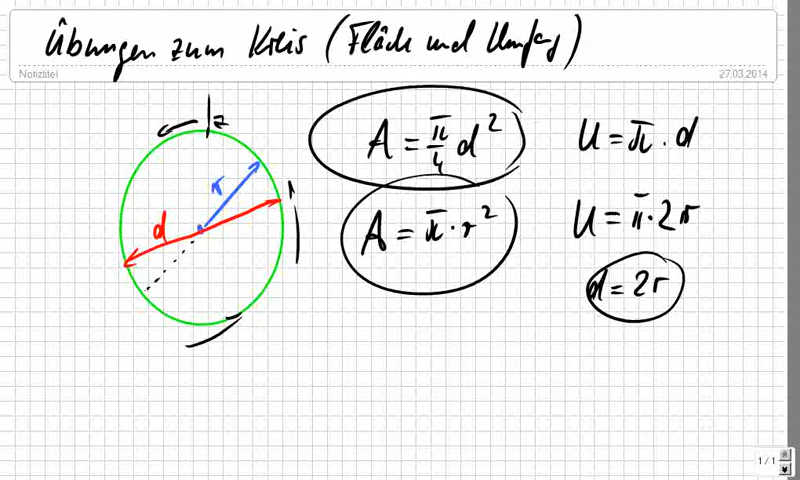 Übungen zum Kreis (Fläche und Umfang)
Notiztitel 27.03.2014
r
d
A = π/4 d²
A = π · r²
U = π · d
U = π · 2r
d = 2r
1 / 1